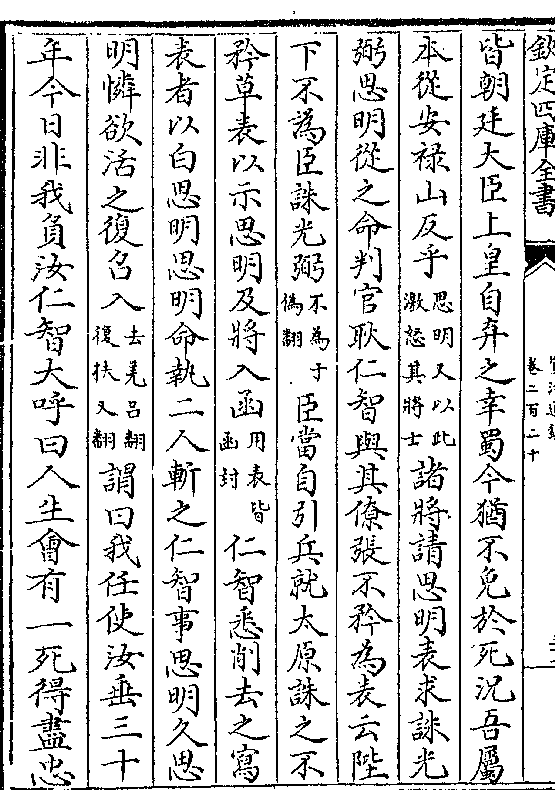 欽定四庫全書
卷二百二十
皆朝廷大臣上皇自弃之幸蜀今猶不免於死況吾屬
本從安禄山反乎思明又以此激怒其將士諸將請思明表求誅光
弼思明從之命判官耿仁智與其僚張不矜為表云陛
下不為臣誅光弼不為于偽翻臣當自引兵就太原誅之不
矜草表以示思明及將入函用表皆函封仁智悉削去之寫
表者以白思明思明命執二人斬之仁智事思明久思
明憐欲活之復召入去羌吕翻復扶又翻謂曰我任使汝垂三十
年今日非我負汝仁智大呼曰人生會有一死得盡忠